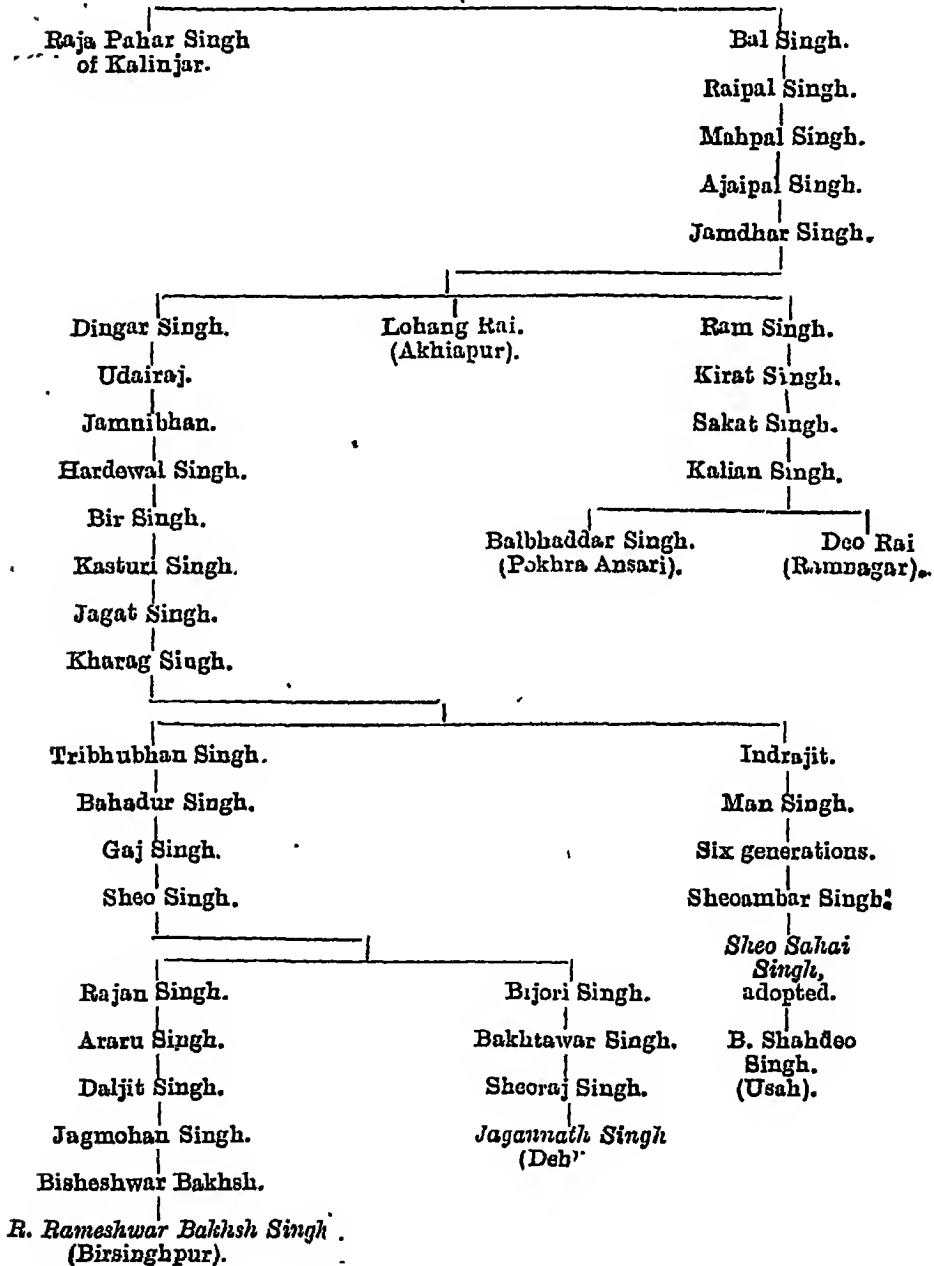 Raja Pahar Singh
of Kalinjar.
Bal Singh.
Raipal Singh.
Mahpal Singh.
Ajaipal Singh.
Jamdhar Singh.
Dingar Singh.
Lohang Rai.
(Akhiapur).
Ram Singh.
Udairaj.
Kirat Singh.
Jamnibhan.
Sakat Singh.
Hardewal Singh.
Kalian Singh.
Bir Singh.
Balbhaddar Singh.
(Pokhra Ansari).
Deo Rai
(Ramnagar).
Kasturi Singh.
Jagat Singh.
Kharag Singh.
Tribhubhan Singh.
Indrajit.
Bahadur Singh.
Man Singh.
Gaj Singh.
Six generations.
Sheo Singh.
Sheoambar Singh:
Sheo Sahai
Singh,
adopted.
Rajan Singh.
Bijori Singh.
Araru Singh.
Bakhtawar Singh.
B. Shahdeo
Singh.
(Usah).
Daljit Singh.
Sheoraj Singh.
Jagmohan Singh.
Jagannath Singh
(Deb
Bisheshwar Bakhsh.
R. Rameshwar Bakhsh Singh.
(Birsinghpur).